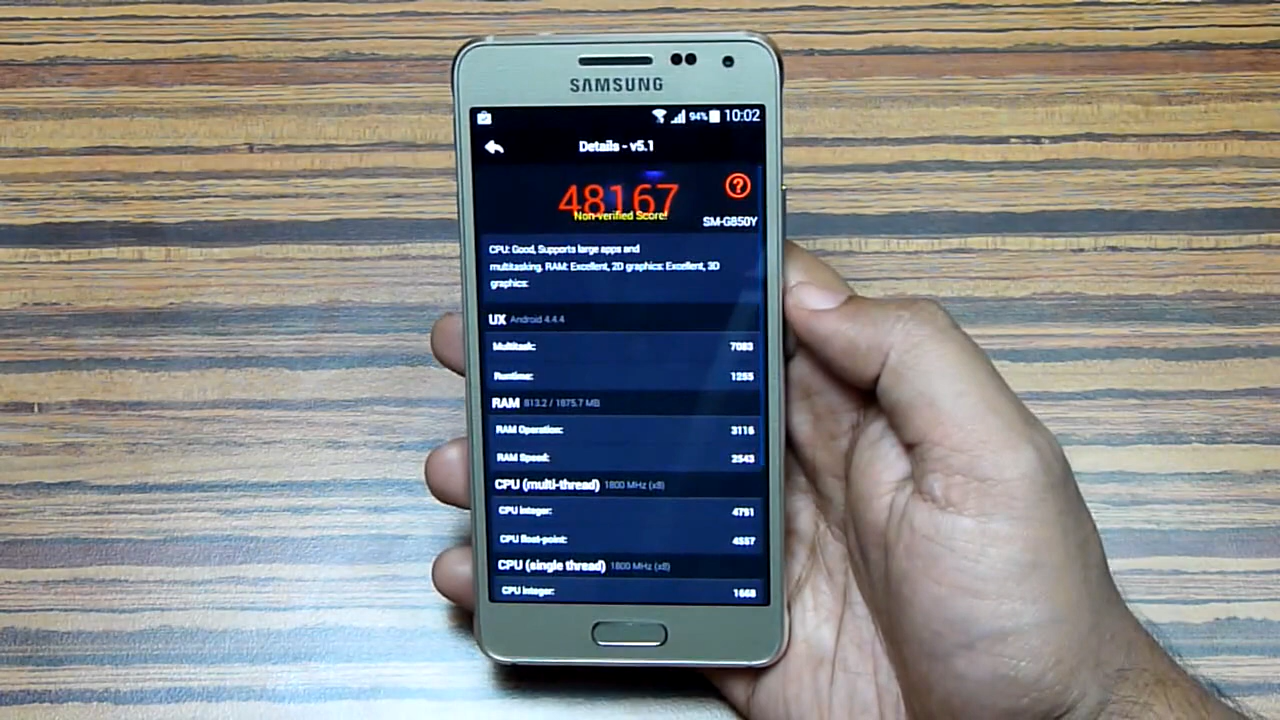 SAMSUNG
94% 10:02
Details - v5.1
48167
Non-verified Score!
SM-G850Y
CPU: Good, Supports large apps and
multitasking. RAM: Excellent, 2D graphics: Excellent, 3D
graphics:
UX Android 4.4.4
Multitask: 7083
Runtime: 1255
RAM 813.2 / 1875.7 MB
RAM Operation: 3116
RAM Speed: 2543
CPU (multi-thread) 1800 MHz (x8)
CPU integer: 4751
CPU float-point: 4557
CPU (single thread) 1800 MHz (x8)
CPU integer: 1668